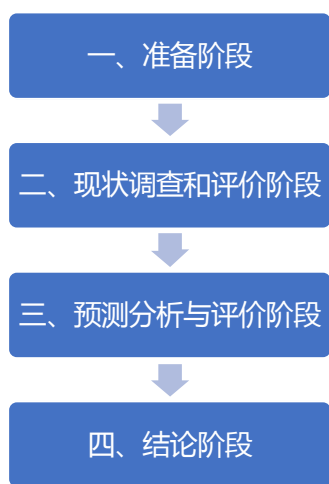 一、准备阶段
二、现状调查和评价阶段
三、预测分析与评价阶段
四、结论阶段